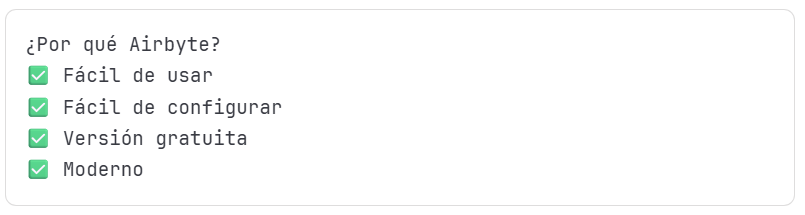 ¿Por qué Airbyte?
✅ Fácil de usar
✅ Fácil de configurar
✅ Versión gratuita
✅ Moderno